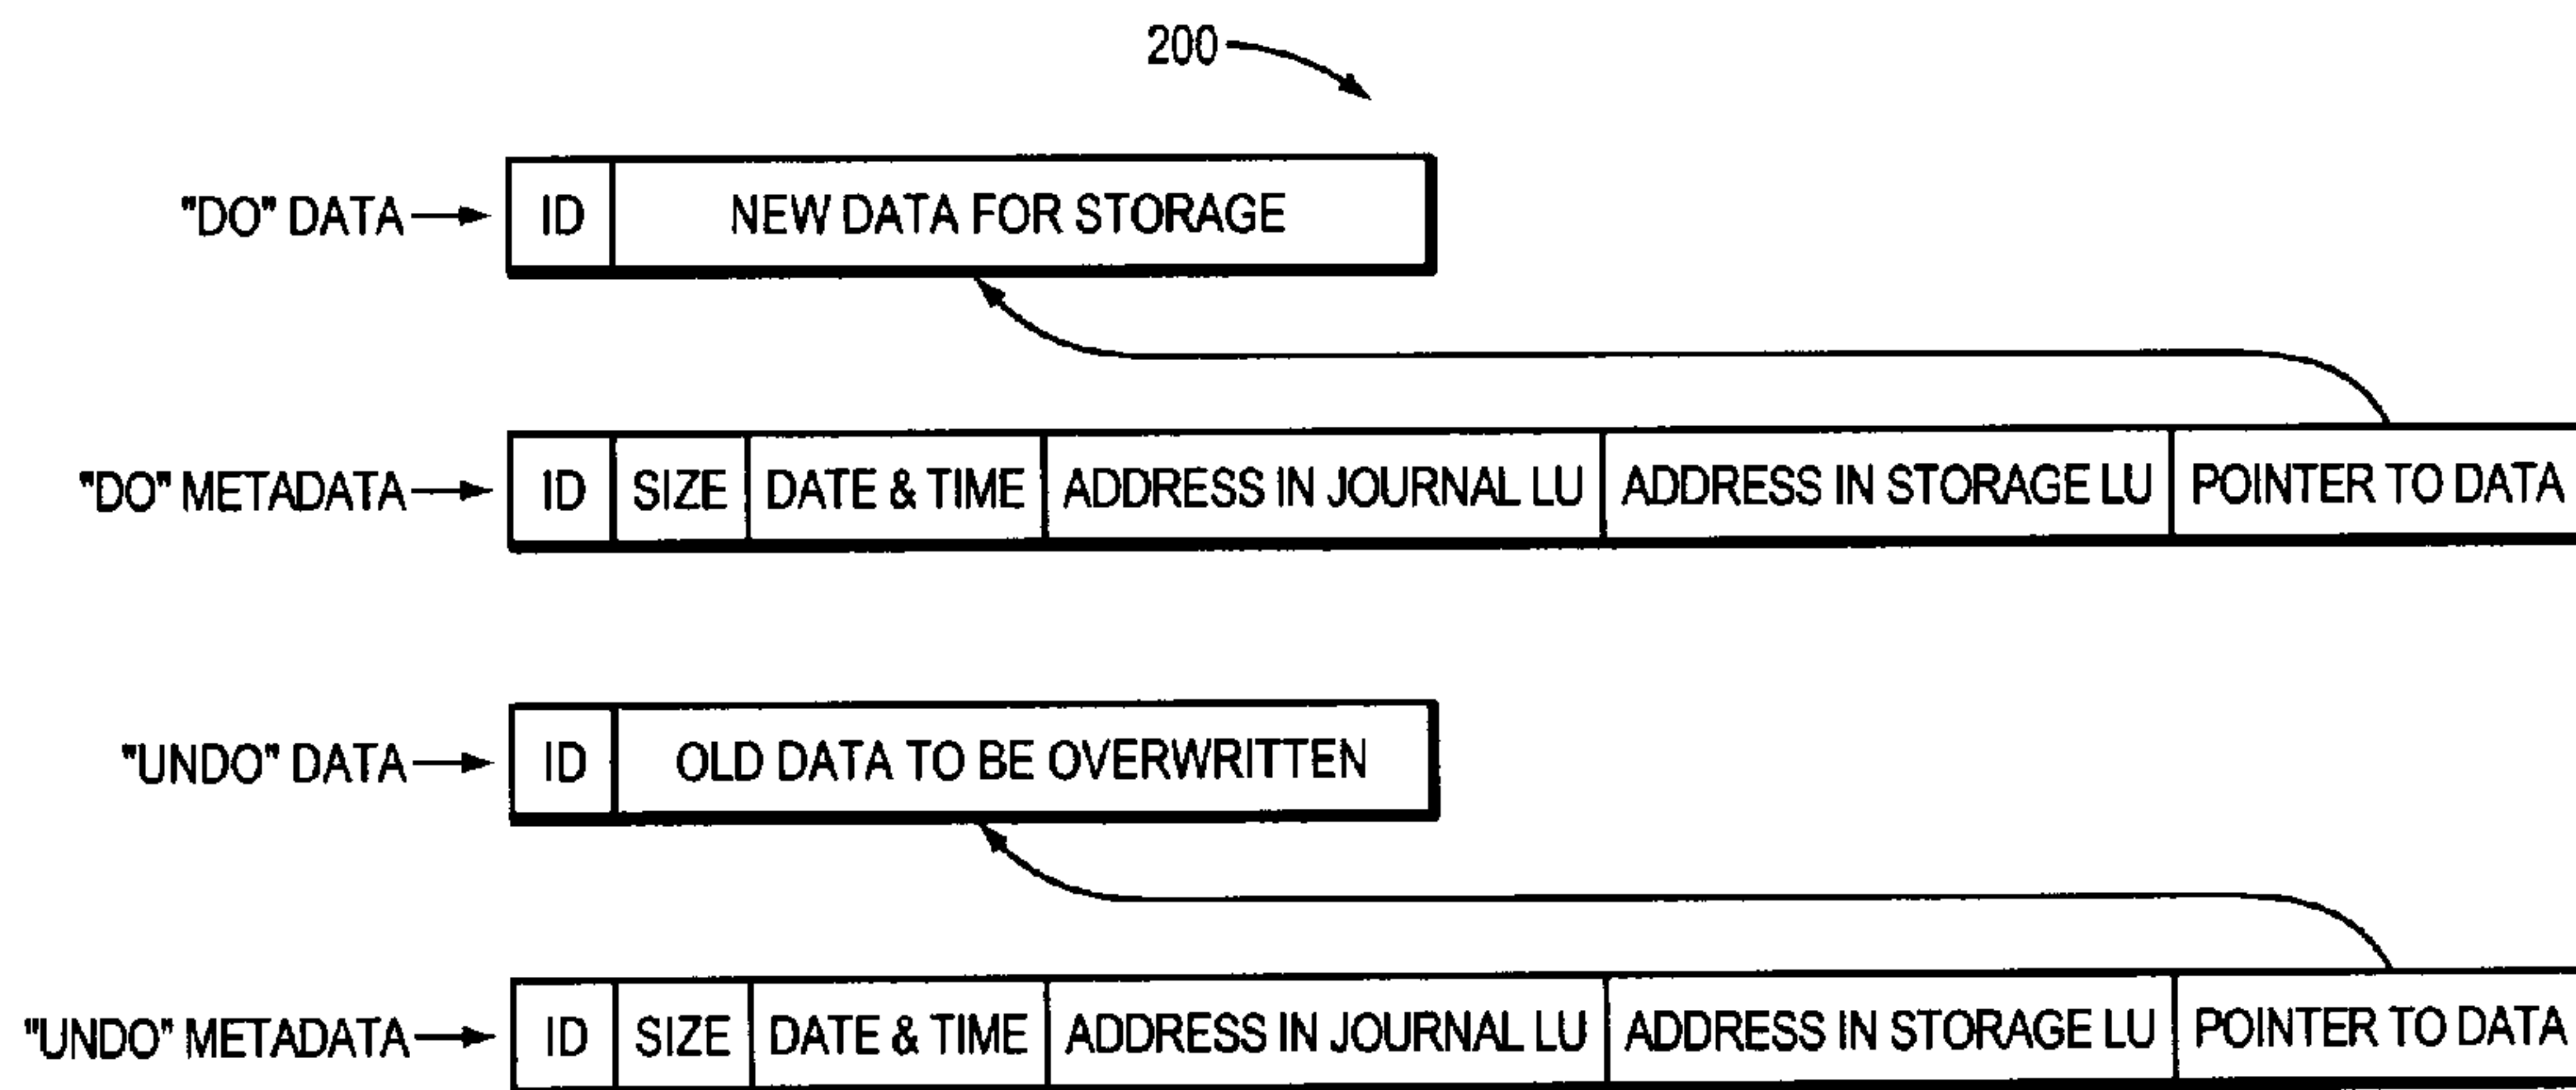 200
"DO" DATA ID NEW DATA FOR STORAGE
"DO" METADATA ID SIZE DATE & TIME ADDRESS IN JOURNAL LU ADDRESS IN STORAGE LU POINTER TO DATA
"UNDO" DATA ID OLD DATA TO BE OVERWRITTEN
"UNDO" METADATA ID SIZE DATE & TIME ADDRESS IN JOURNAL LU ADDRESS IN STORAGE LU POINTER TO DATA